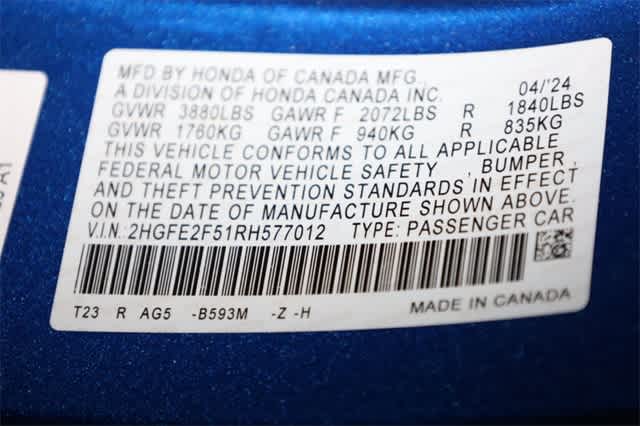 MFD BY HONDA OF CANADA MFG.,
A DIVISION OF HONDA CANADA INC. 04/'24
GVWR 3880LBS GAWR F 2072LBS R 1840LBS
GVWR 1760KG GAWR F 940KG R 835KG
THIS VEHICLE CONFORMS TO ALL APPLICABLE
FEDERAL MOTOR VEHICLE SAFETY , BUMPER ,
AND THEFT PREVENTION STANDARDS IN EFFECT
ON THE DATE OF MANUFACTURE SHOWN ABOVE.
V.I.N: 2HGFE2F51RH577012 TYPE: PASSENGER CAR
T23 R AG5 -B593M -Z -H MADE IN CANADA